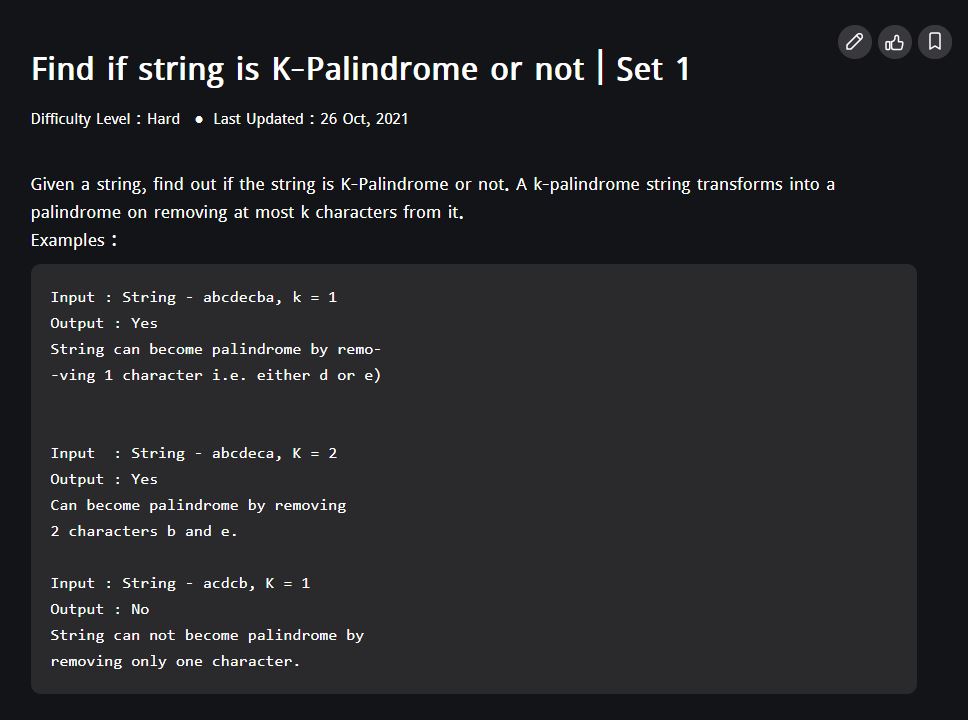 Find if string is K-Palindrome or not | Set 1
Difficulty Level : Hard ● Last Updated : 26 Oct, 2021
Given a string, find out if the string is K-Palindrome or not. A k-palindrome string transforms into a
palindrome on removing at most k characters from it.
Examples :
Input : String - abcdecba, k = 1
Output : Yes
String can become palindrome by remo-
-ving 1 character i.e. either d or e)
Input  : String - abcdeca, K = 2
Output : Yes
Can become palindrome by removing
2 characters b and e.
Input : String - acdcb, K = 1
Output : No
String can not become palindrome by
removing only one character.